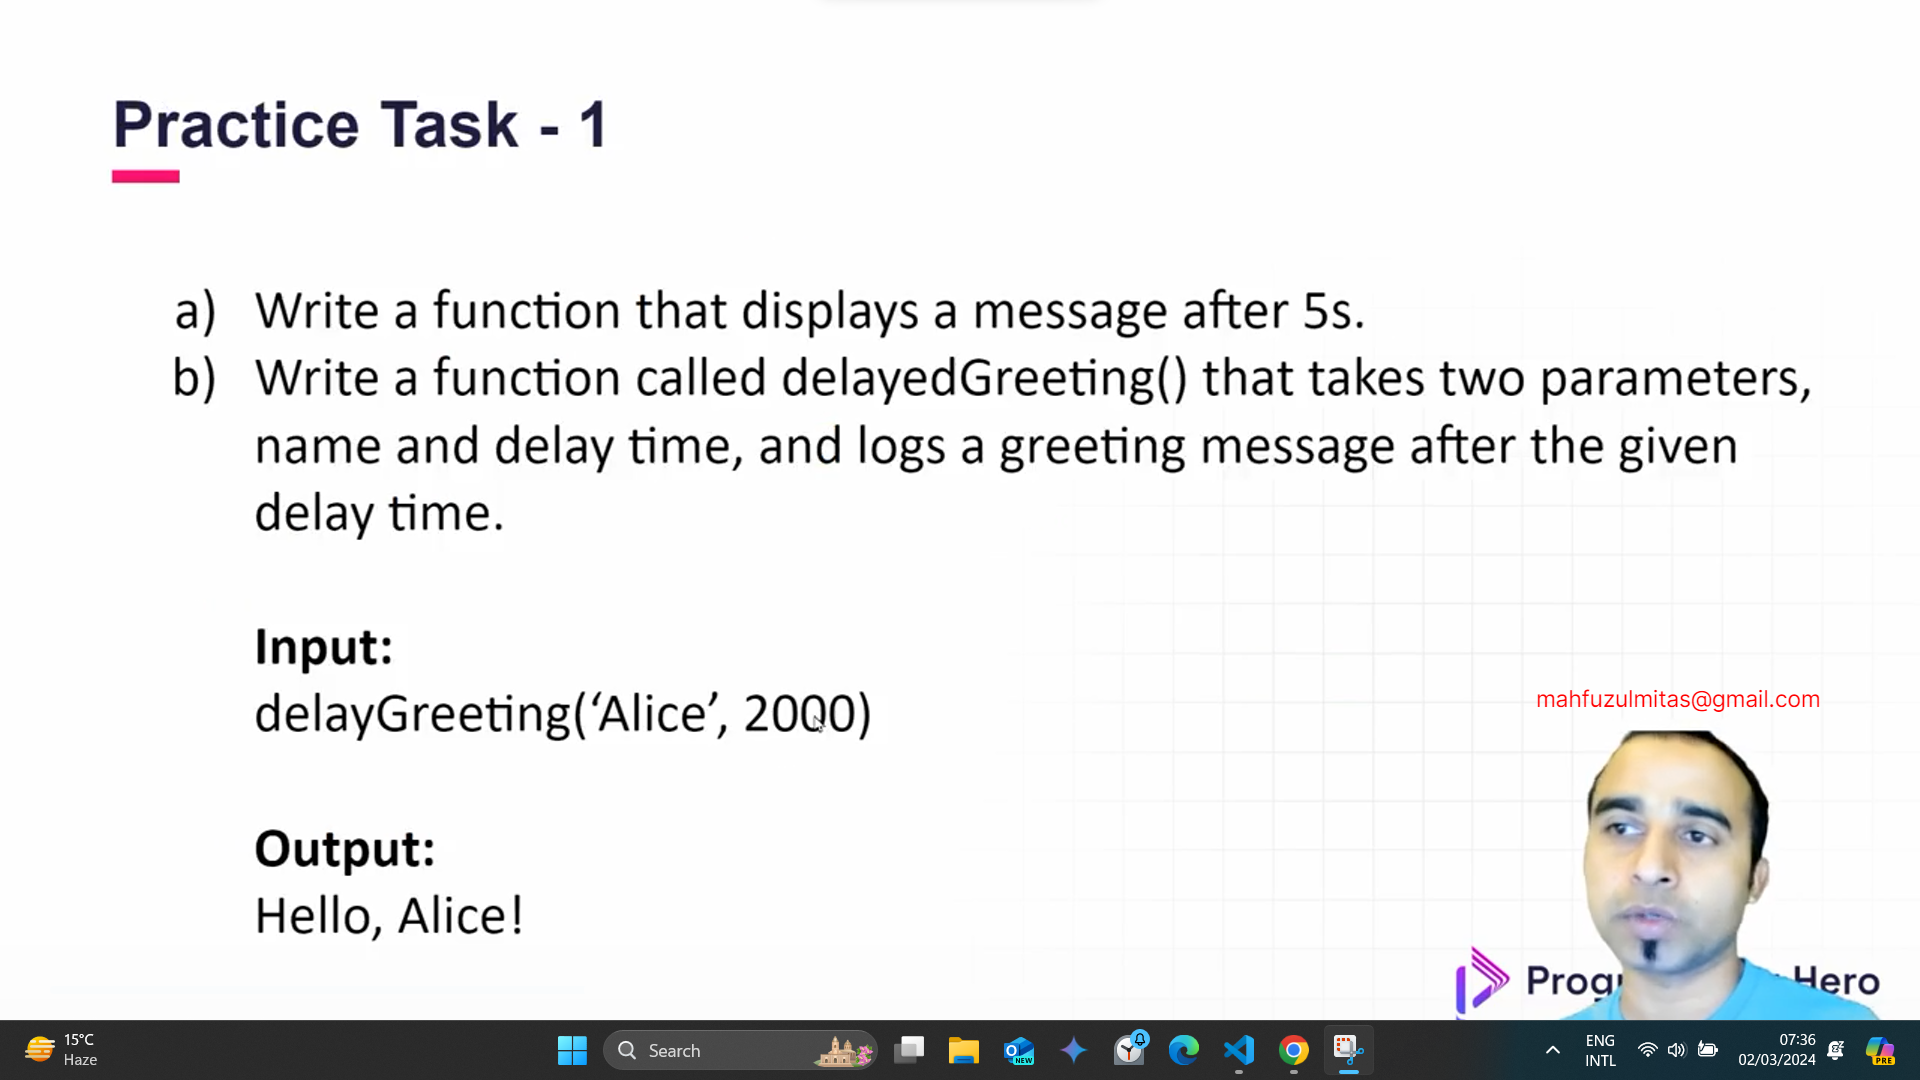 Practice Task - 1
a) Write a function that displays a message after 5s.
b) Write a function called delayedGreeting() that takes two parameters,
name and delay time, and logs a greeting message after the given
delay time.
Input:
delayGreeting(‘Alice’, 2000)
mahfuzulmitas@gmail.com
Output:
Hello, Alice!
Hero
15°C
Haze
Search
NEW
ENG
INTL
07:36
02/03/2024
PRE